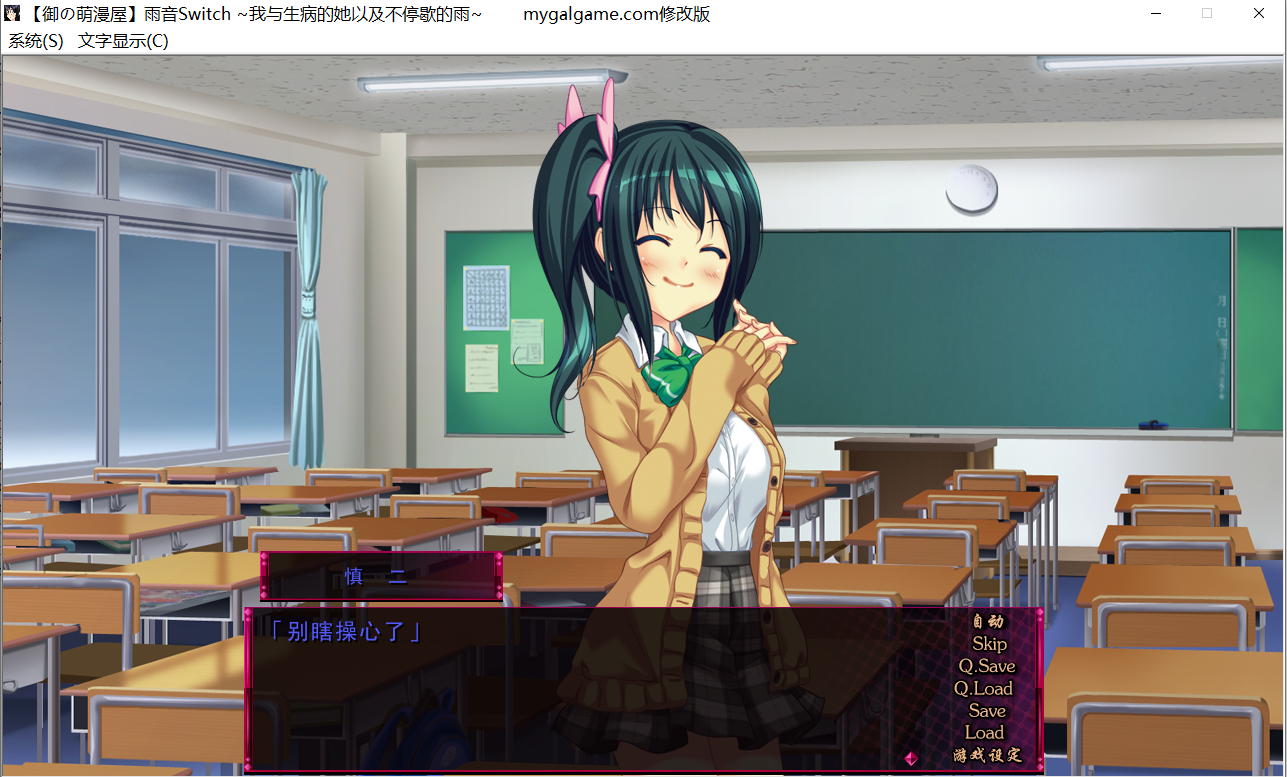 【御の萌漫屋】雨音Switch ~我与生病的她以及不停歇的雨~ mygalgame.com修改版
系统(S) 文字显示(C)
月
日
慎 二
「别瞎操心了」
自动
Skip
Q.Save
Q.Load
Save
Load
游戏设定